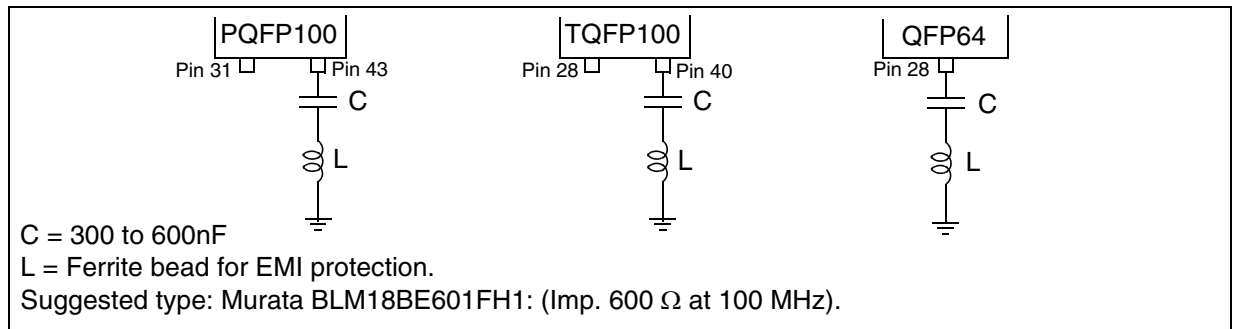 PQFP100
TQFP100
QFP64
Pin 31
Pin 43
Pin 28
Pin 40
Pin 28
C
C
C
L
L
L
C = 300 to 600nF
L = Ferrite bead for EMI protection.
Suggested type: Murata BLM18BE601FH1: (Imp. 600 Ω at 100 MHz).